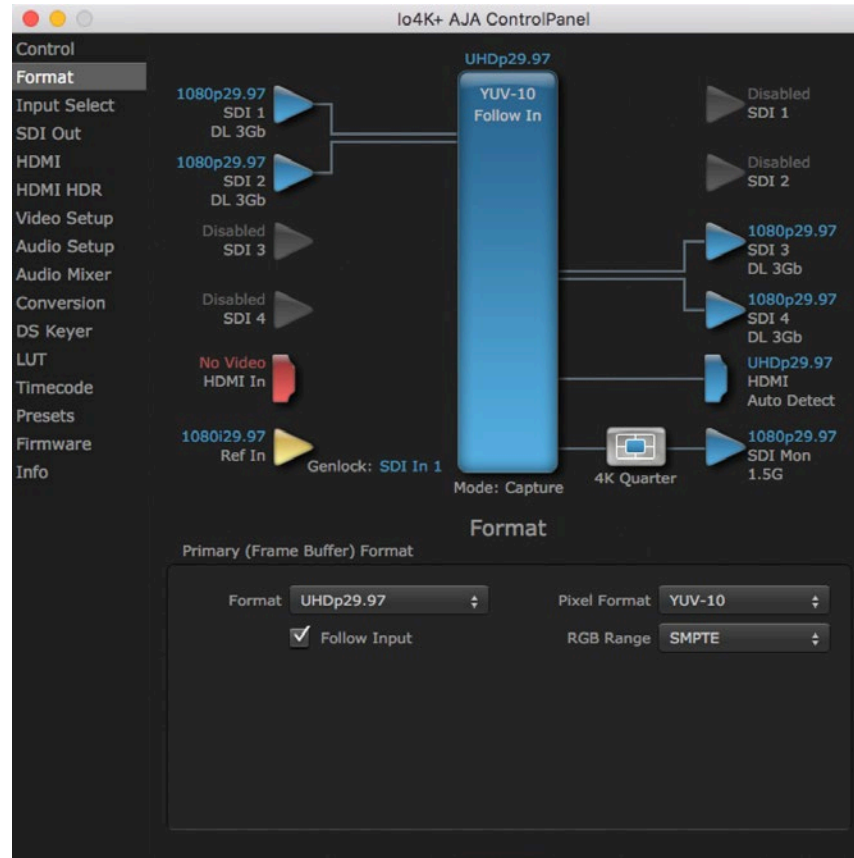 Io4K+ AJA ControlPanel
Control
Format
Input Select
SDI Out
HDMI
HDMI HDR
Video Setup
Audio Setup
Audio Mixer
Conversion
DS Keyer
LUT
Timecode
Presets
Firmware
Info
1080p29.97
SDI 1
DL 3Gb
1080p29.97
SDI 2
DL 3Gb
Disabled
SDI 3
Disabled
SDI 4
No Video
HDMI In
1080i29.97
Ref In
Genlock: SDI In 1
UHDp29.97
YUV-10
Follow In
Mode: Capture
Disabled
SDI 1
Disabled
SDI 2
1080p29.97
SDI 3
DL 3Gb
1080p29.97
SDI 4
DL 3Gb
UHDp29.97
HDMI
Auto Detect
4K Quarter
1080p29.97
SDI Mon
1.5G
Format
Primary (Frame Buffer) Format
Format UHDp29.97
Pixel Format YUV-10
Follow Input
RGB Range SMPTE